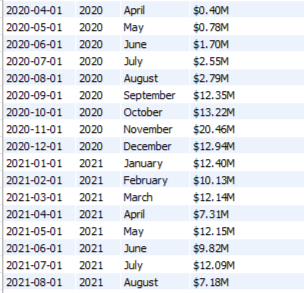 2020-04-01 2020 April $0.40M
2020-05-01 2020 May $0.78M
2020-06-01 2020 June $1.70M
2020-07-01 2020 July $2.55M
2020-08-01 2020 August $2.79M
2020-09-01 2020 September $12.35M
2020-10-01 2020 October $13.22M
2020-11-01 2020 November $20.46M
2020-12-01 2020 December $12.94M
2021-01-01 2021 January $12.40M
2021-02-01 2021 February $10.13M
2021-03-01 2021 March $12.14M
2021-04-01 2021 April $7.31M
2021-05-01 2021 May $12.15M
2021-06-01 2021 June $9.82M
2021-07-01 2021 July $12.09M
2021-08-01 2021 August $7.18M